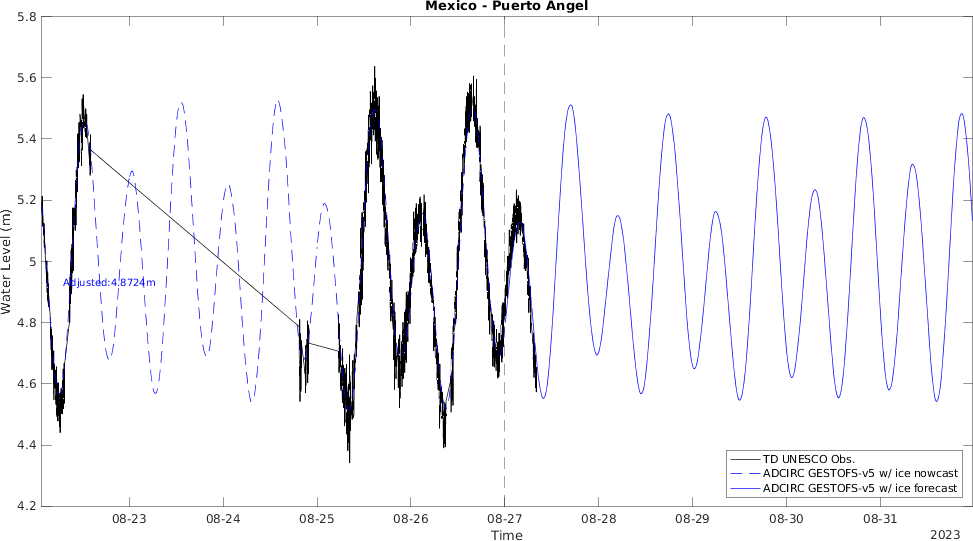 Mexico - Puerto Angel
5.8
5.6
5.4
5.2
5
4.8
4.6
4.4
4.2
Water Level (m)
Adjusted:4.8724m
TD UNESCO Obs.
ADCIRC GESTOFS-v5 w/ ice nowcast
ADCIRC GESTOFS-v5 w/ ice forecast
08-23 08-24 08-25 08-26 08-27 08-28 08-29 08-30 08-31
Time
2023